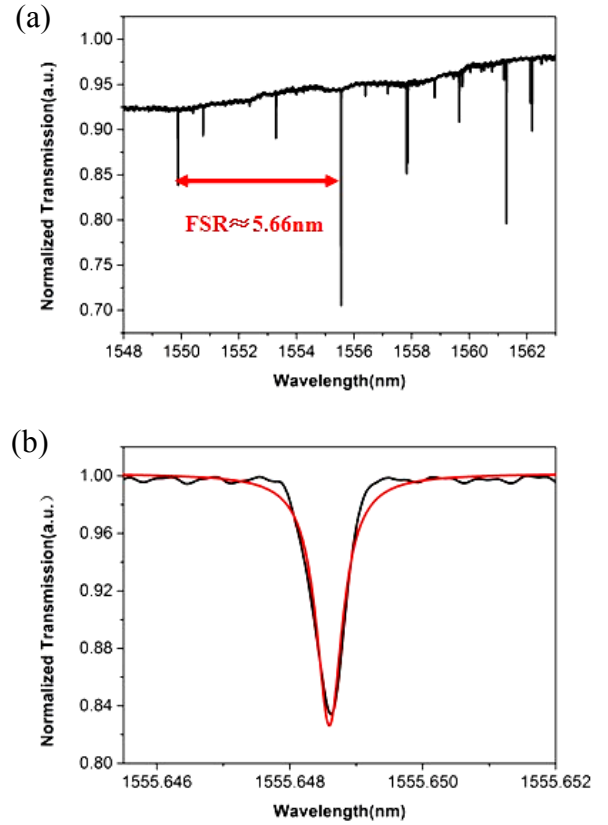 (a)
1.00
0.95
0.90
0.85
0.80
0.75
0.70
Normalized Transmission(a.u.)
FSR≈5.66nm
1548 1550 1552 1554 1556 1558 1560 1562
Wavelength(nm)
(b)
1.00
0.96
0.92
0.88
0.84
0.80
Normalized Transmission(a.u.)
1555.646 1555.648 1555.650 1555.652
Wavelength(nm)